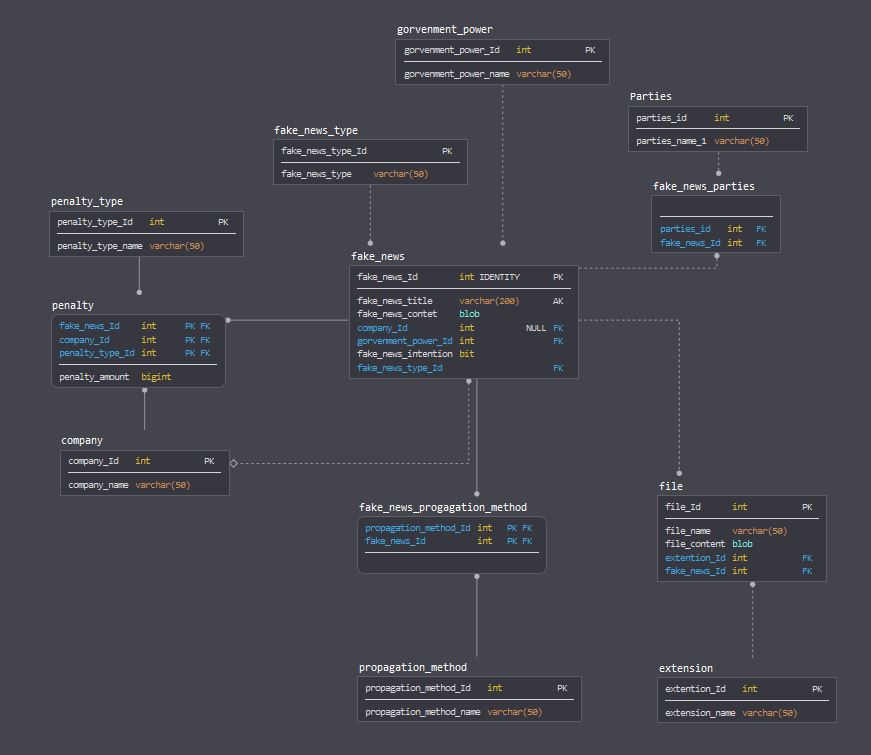 gorvenment_power
gorvenment_power_Id int PK
gorvenment_power_name varchar(50)
Parties
parties_id int PK
parties_name_1 varchar(50)
fake_news_type
fake_news_type_Id PK
fake_news_type varchar(50)
fake_news_parties
parties_id int FK
fake_news_Id int FK
penalty_type
penalty_type_Id int PK
penalty_type_name varchar(50)
fake_news
fake_news_Id int IDENTITY PK
fake_news_title varchar(200) AK
fake_news_contet blob
company_Id int NULL FK
gorvenment_power_Id int FK
fake_news_intention bit
fake_news_type_Id FK
penalty
fake_news_Id int PK FK
company_Id int PK FK
penalty_type_Id int PK FK
penalty_amount bigint
company
company_Id int PK
company_name varchar(50)
fake_news_progagation_method
propagation_method_Id int PK FK
fake_news_Id int PK FK
file
file_Id int PK
file_name varchar(50)
file_content blob
extention_Id int FK
fake_news_Id int FK
propagation_method
propagation_method_Id int PK
propagation_method_name varchar(50)
extension
extention_Id int PK
extension_name varchar(50)